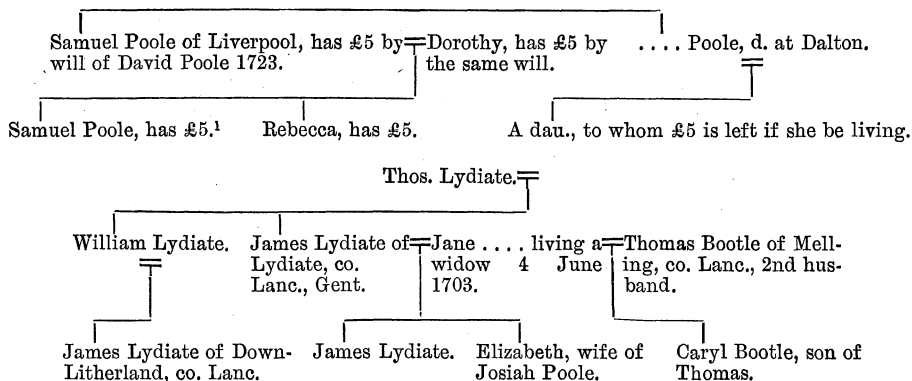 Samuel Poole of Liverpool, has £5 by
will of David Poole 1723.
Dorothy, has £5 by
the same will.
.... Poole, d. at Dalton.
Samuel Poole, has £5.¹
Rebecca, has £5.
A dau., to whom £5 is left if she be living.
Thos. Lydiate.
William Lydiate.
James Lydiate of
Lydiate, co.
Lanc., Gent.
Jane .... living a
widow 4 June
1703.
Thomas Bootle of Mell-
ing, co. Lanc., 2nd hus-
band.
James Lydiate of Down-
Litherland, co. Lanc.
James Lydiate.
Elizabeth, wife of
Josiah Poole.
Caryl Bootle, son of
Thomas.